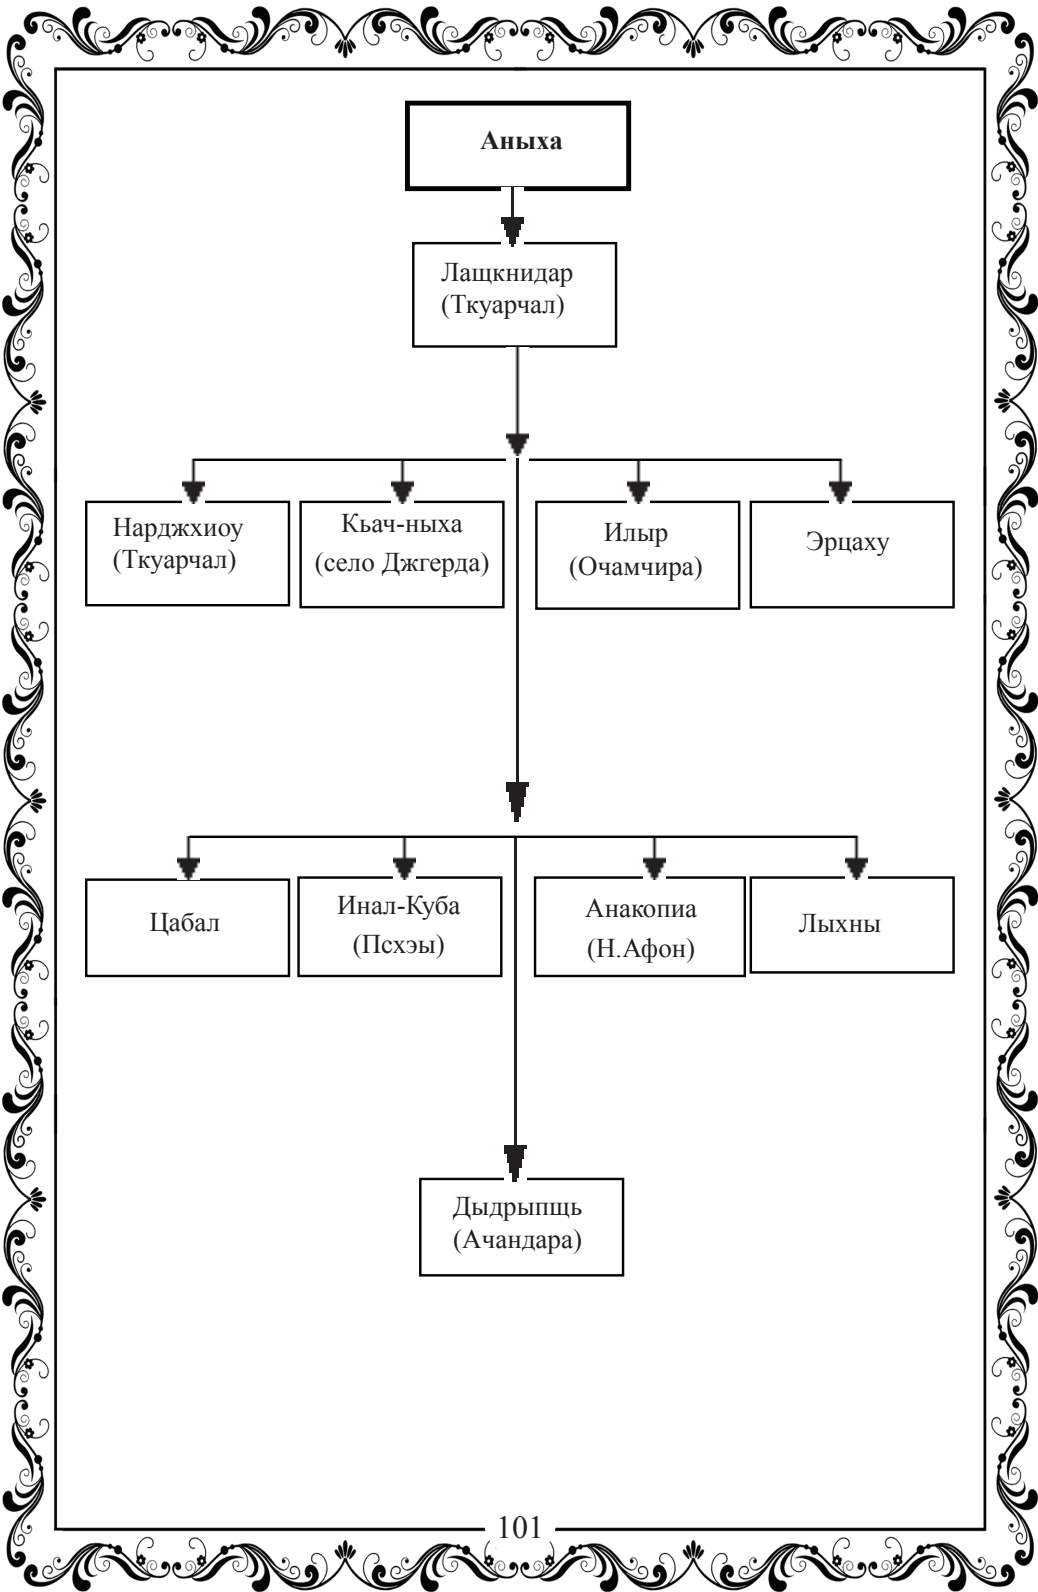 Аныха
Лащкнидар
(Ткуарчал)
Нарджхиоу
(Ткуарчал)
Кьач-ныха
(село Джгерда)
Илыр
(Очамчира)
Эрцаху
Цабал
Инал-Куба
(Псхэы)
Анакопиа
(Н.Афон)
Лыхны
Дыдрыпщь
(Ачандара)
101